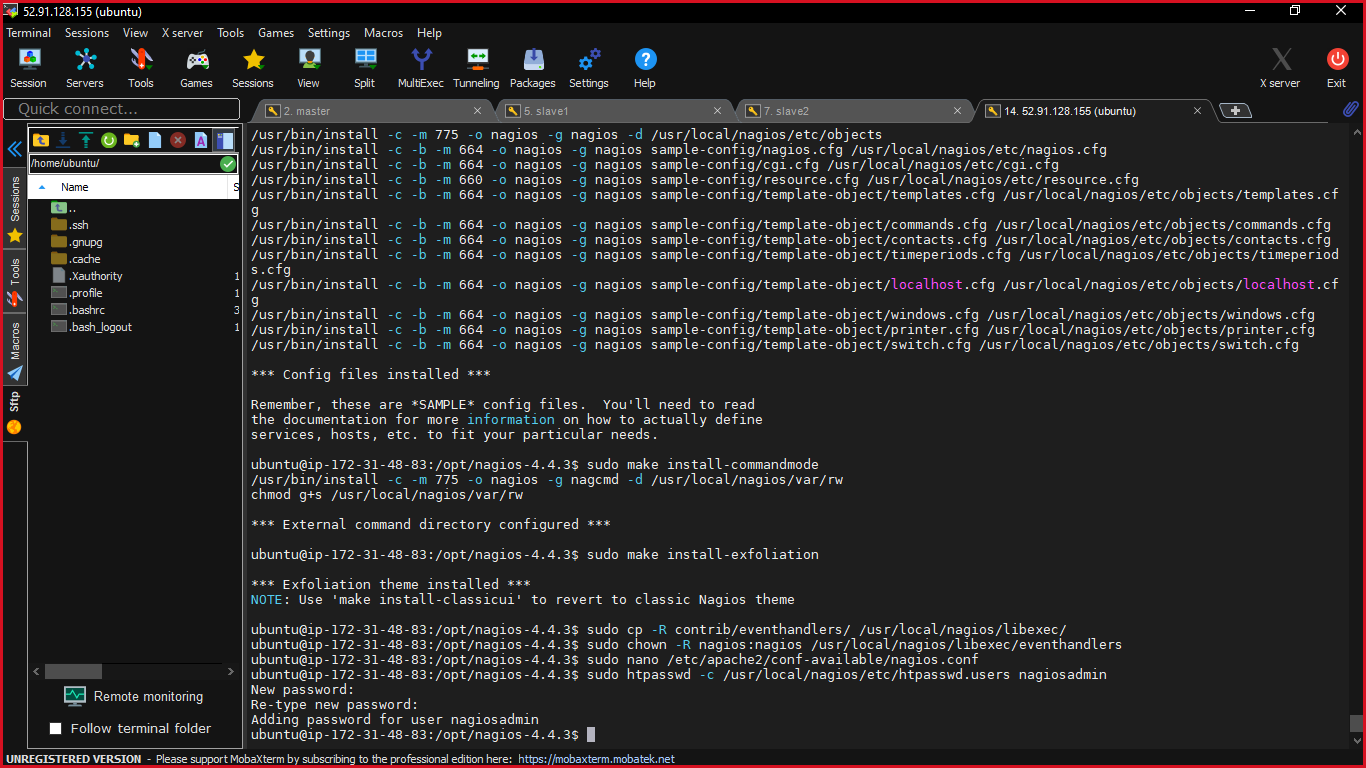 52.91.128.155 (ubuntu)
Terminal Sessions View X server Tools Games Settings Macros Help
Session Servers Tools Games Sessions View Split MultiExec Tunneling Packages Settings Help X server Exit
Quick connect...
2. master
5. slave1
7. slave2
14. 52.91.128.155 (ubuntu)
/home/ubuntu/
Name S
..
.ssh
.gnupg
.cache
.Xauthority 1
.profile 1
.bashrc 3
.bash_logout 1
Sessions
Tools
Macros
Sftp
Remote monitoring
Follow terminal folder
/usr/bin/install -c -m 775 -o nagios -g nagios -d /usr/local/nagios/etc/objects
/usr/bin/install -c -b -m 664 -o nagios -g nagios sample-config/nagios.cfg /usr/local/nagios/etc/nagios.cfg
/usr/bin/install -c -b -m 664 -o nagios -g nagios sample-config/cgi.cfg /usr/local/nagios/etc/cgi.cfg
/usr/bin/install -c -b -m 660 -o nagios -g nagios sample-config/resource.cfg /usr/local/nagios/etc/resource.cfg
/usr/bin/install -c -b -m 664 -o nagios -g nagios sample-config/template-object/templates.cfg /usr/local/nagios/etc/objects/templates.cf
g
/usr/bin/install -c -b -m 664 -o nagios -g nagios sample-config/template-object/commands.cfg /usr/local/nagios/etc/objects/commands.cfg
/usr/bin/install -c -b -m 664 -o nagios -g nagios sample-config/template-object/contacts.cfg /usr/local/nagios/etc/objects/contacts.cfg
/usr/bin/install -c -b -m 664 -o nagios -g nagios sample-config/template-object/timeperiods.cfg /usr/local/nagios/etc/objects/timeperiod
s.cfg
/usr/bin/install -c -b -m 664 -o nagios -g nagios sample-config/template-object/localhost.cfg /usr/local/nagios/etc/objects/localhost.cf
g
/usr/bin/install -c -b -m 664 -o nagios -g nagios sample-config/template-object/windows.cfg /usr/local/nagios/etc/objects/windows.cfg
/usr/bin/install -c -b -m 664 -o nagios -g nagios sample-config/template-object/printer.cfg /usr/local/nagios/etc/objects/printer.cfg
/usr/bin/install -c -b -m 664 -o nagios -g nagios sample-config/template-object/switch.cfg /usr/local/nagios/etc/objects/switch.cfg
*** Config files installed ***
Remember, these are *SAMPLE* config files.  You'll need to read
the documentation for more information on how to actually define
services, hosts, etc. to fit your particular needs.
ubuntu@ip-172-31-48-83:/opt/nagios-4.4.3$ sudo make install-commandmode
/usr/bin/install -c -m 775 -o nagios -g nagcmd -d /usr/local/nagios/var/rw
chmod g+s /usr/local/nagios/var/rw
*** External command directory configured ***
ubuntu@ip-172-31-48-83:/opt/nagios-4.4.3$ sudo make install-exfoliation
*** Exfoliation theme installed ***
NOTE: Use 'make install-classicui' to revert to classic Nagios theme
ubuntu@ip-172-31-48-83:/opt/nagios-4.4.3$ sudo cp -R contrib/eventhandlers/ /usr/local/nagios/libexec/
ubuntu@ip-172-31-48-83:/opt/nagios-4.4.3$ sudo chown -R nagios:nagios /usr/local/nagios/libexec/eventhandlers
ubuntu@ip-172-31-48-83:/opt/nagios-4.4.3$ sudo nano /etc/apache2/conf-available/nagios.conf
ubuntu@ip-172-31-48-83:/opt/nagios-4.4.3$ sudo htpasswd -c /usr/local/nagios/etc/htpasswd.users nagiosadmin
New password:
Re-type new password:
Adding password for user nagiosadmin
ubuntu@ip-172-31-48-83:/opt/nagios-4.4.3$
UNREGISTERED VERSION - Please support MobaXterm by subscribing to the professional edition here: https://mobaxterm.mobatek.net